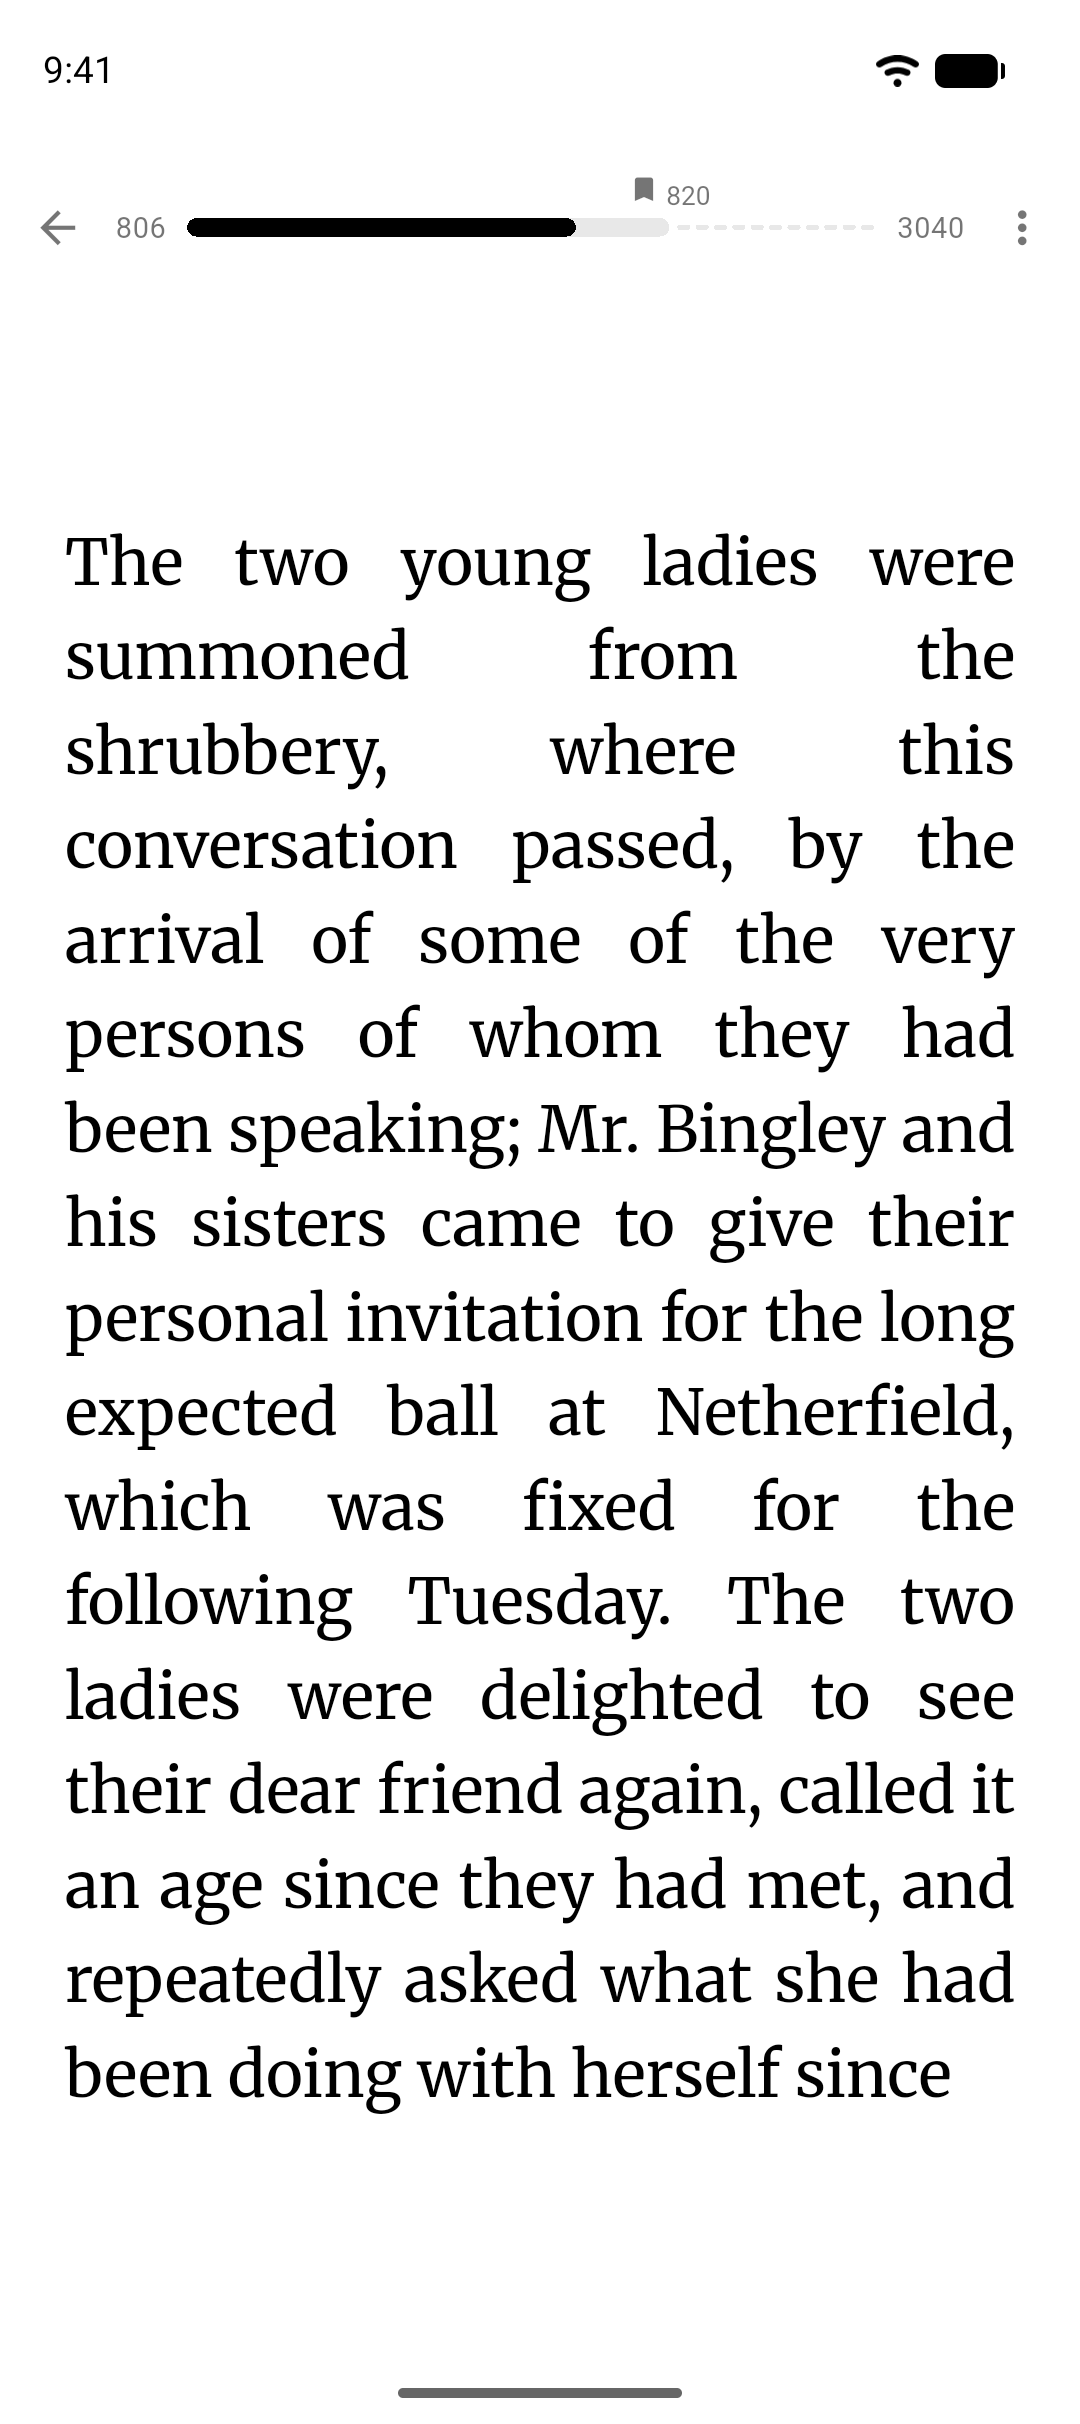 9:41
820
806
3040
The two young ladies were
summoned from the
shrubbery, where this
conversation passed, by the
arrival of some of the very
persons of whom they had
been speaking; Mr. Bingley and
his sisters came to give their
personal invitation for the long
expected ball at Netherfield,
which was fixed for the
following Tuesday. The two
ladies were delighted to see
their dear friend again, called it
an age since they had met, and
repeatedly asked what she had
been doing with herself since